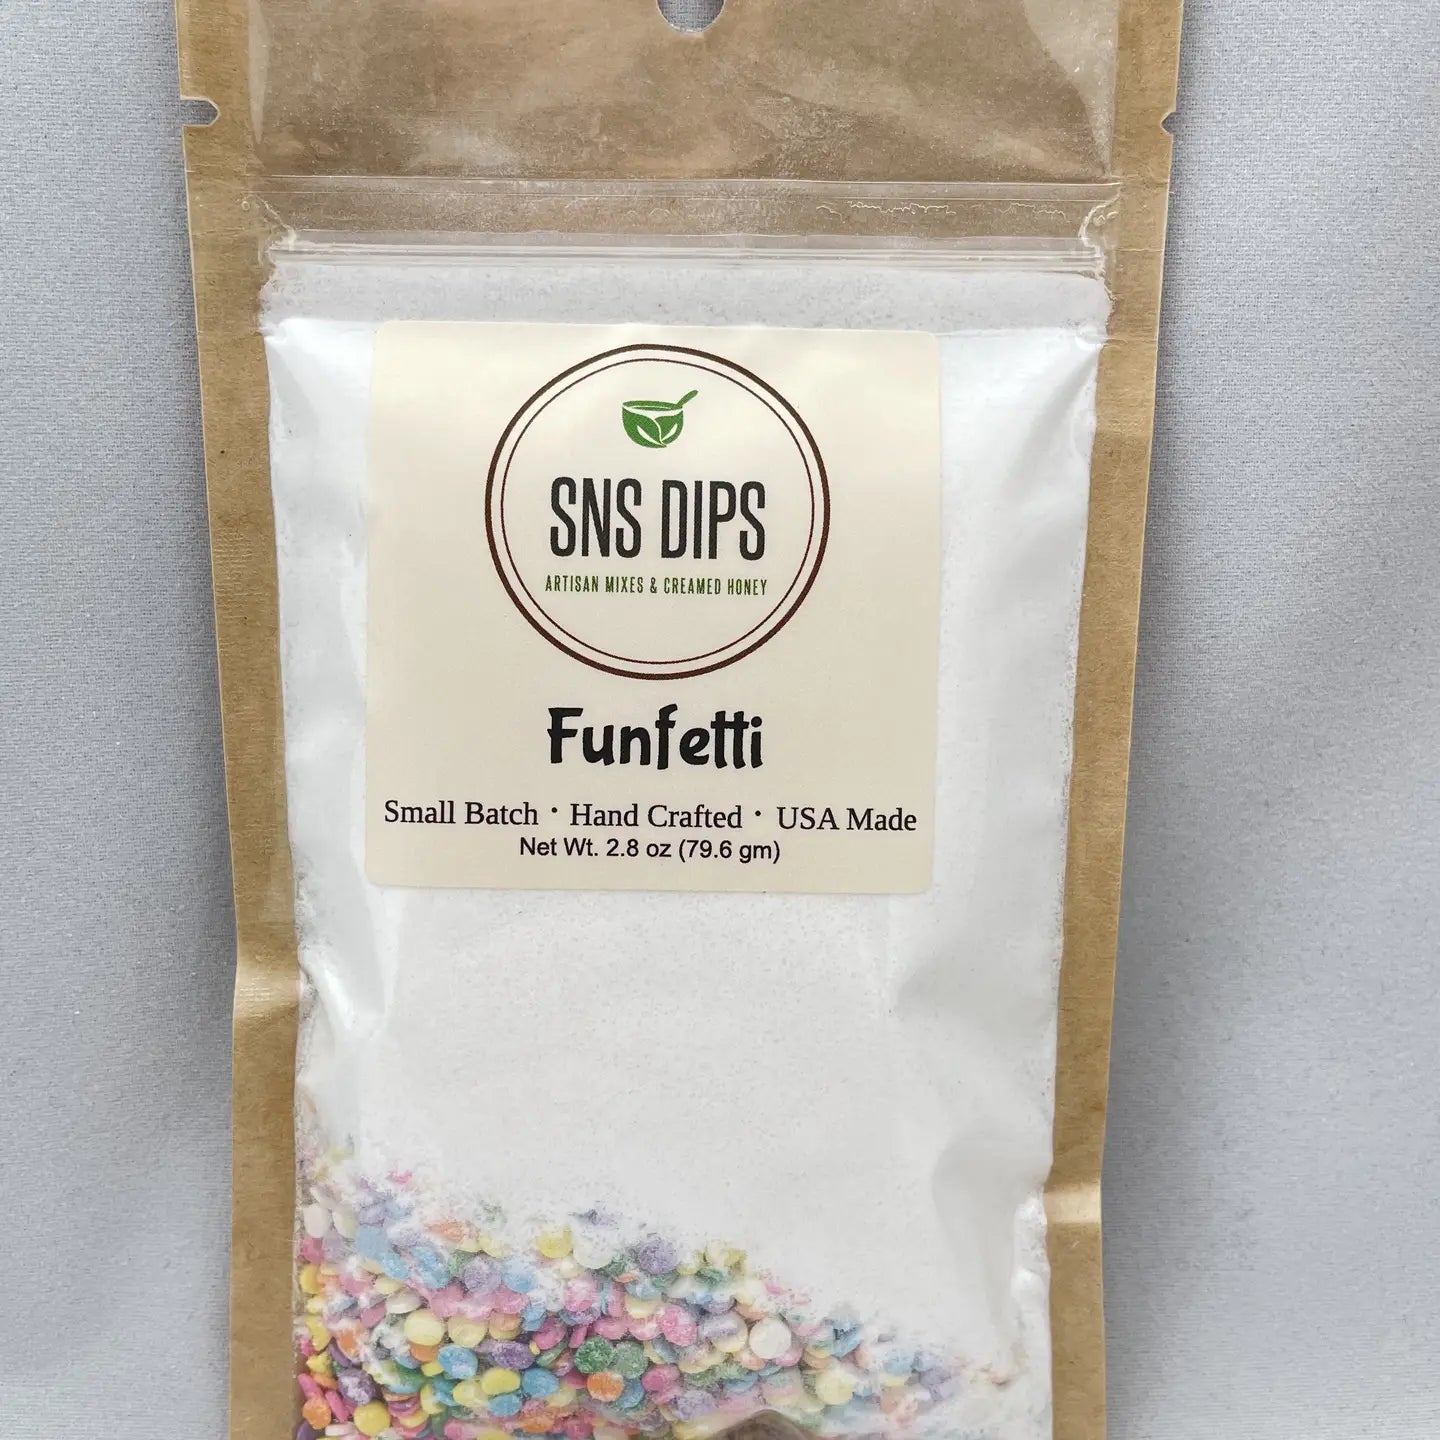 SNS DIPS
ARTISAN MIXES & CREAMED HONEY
Funfetti
Small Batch · Hand Crafted · USA Made
Net Wt. 2.8 oz (79.6 gm)